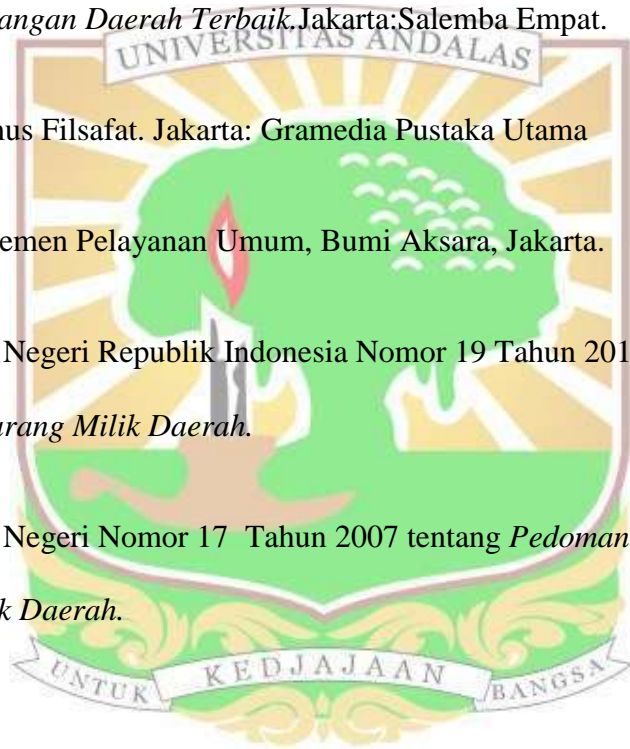 angan Daerah Terbaik,Jakarta:Salemba Empat.
UNIVERSITAS ANDALAS
nus Filsafat. Jakarta: Gramedia Pustaka Utama
emen Pelayanan Umum, Bumi Aksara, Jakarta.
Negeri Republik Indonesia Nomor 19 Tahun 201
arang Milik Daerah.
Negeri Nomor 17 Tahun 2007 tentang Pedoman
k Daerah.
UNTUK KEDJAJAAN BANGSA